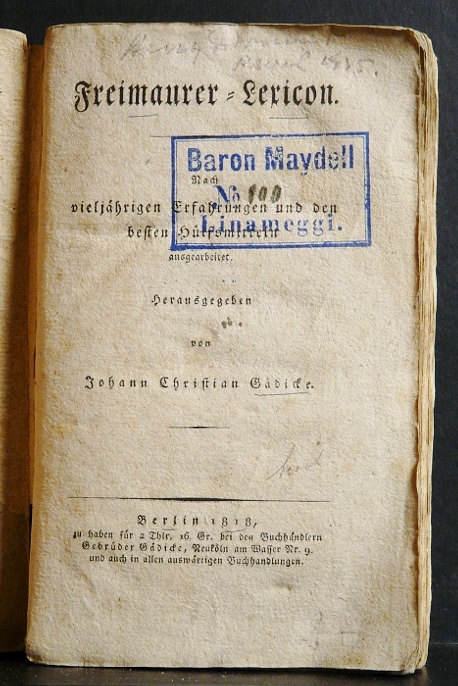 Freimaurer-Lexicon.
Baron Maydell
Nach
No 100
vieljährigen Erfahrungen und den
besten Hülfsmitteln
Linameggi.
ausgearbeitet.
Herausgegeben
von
Johann Christian Gädicke.
Berlin 1818,
zu haben für 2 Thlr. 16. Gr. bei den Buchhändlern
Gebrüder Gädicke, Neuköln am Wasser Nr. 9.
und auch in allen auswärtigen Buchhandlungen.